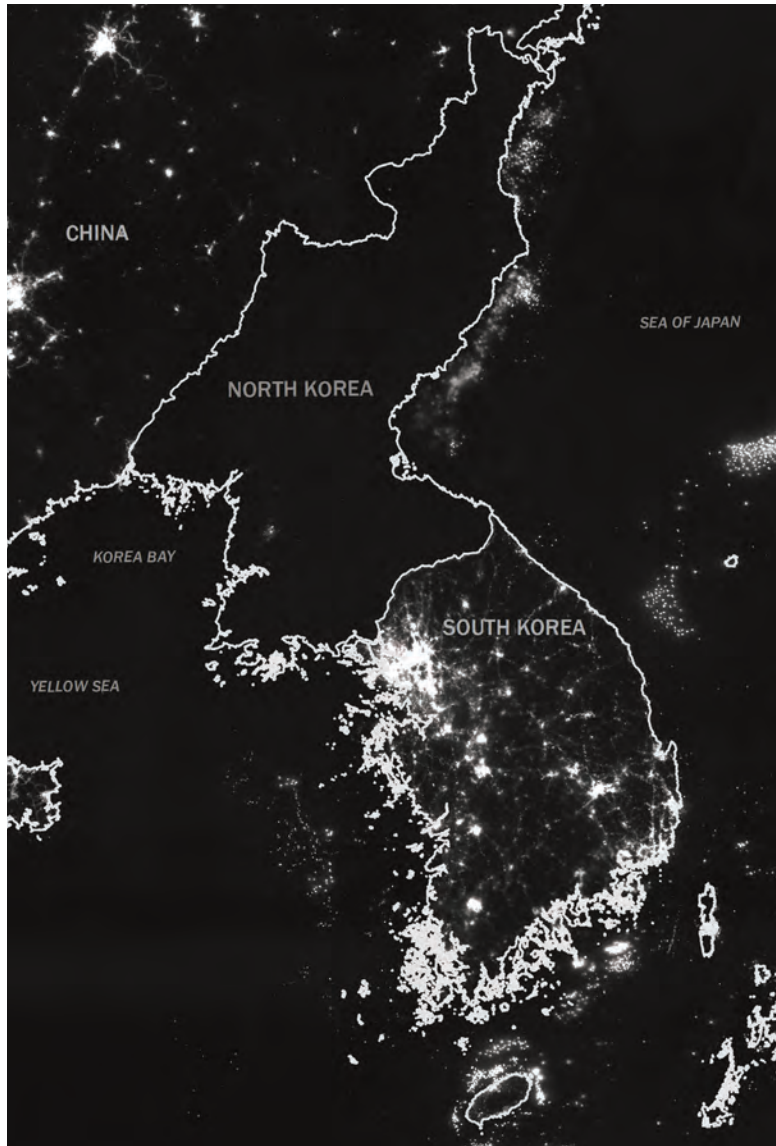 CHINA
SEA OF JAPAN
NORTH KOREA
KOREA BAY
SOUTH KOREA
YELLOW SEA